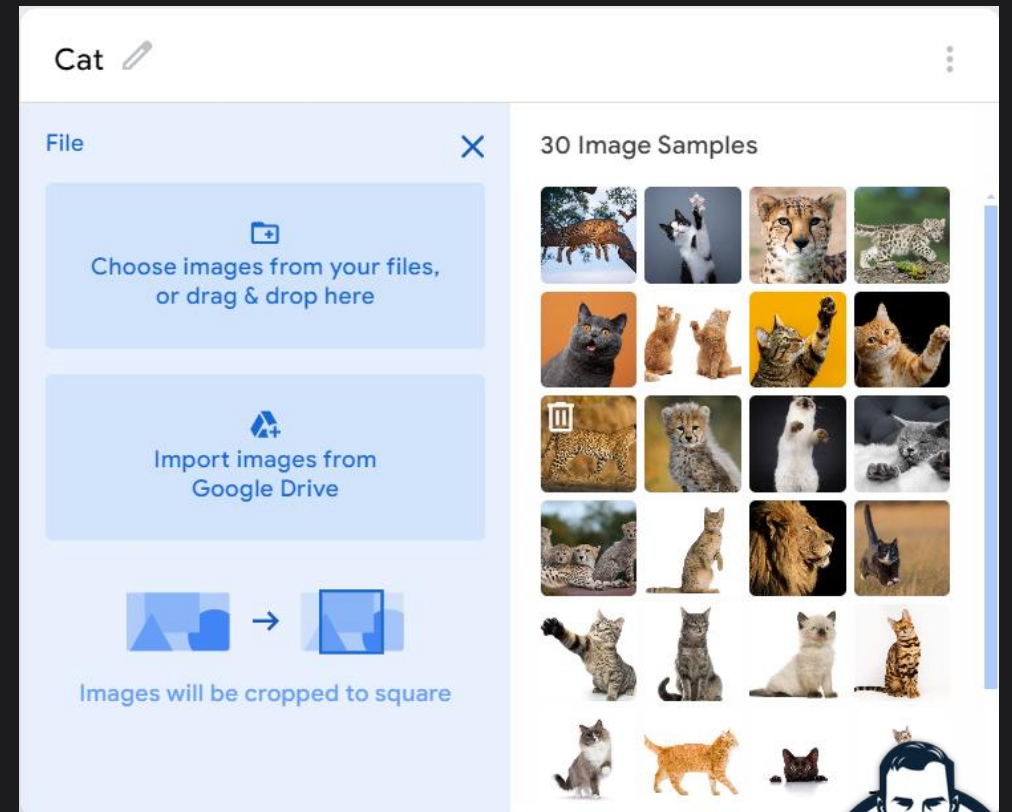 Cat
File
30 Image Samples
Choose images from your files,
or drag & drop here
Import images from
Google Drive
Images will be cropped to square